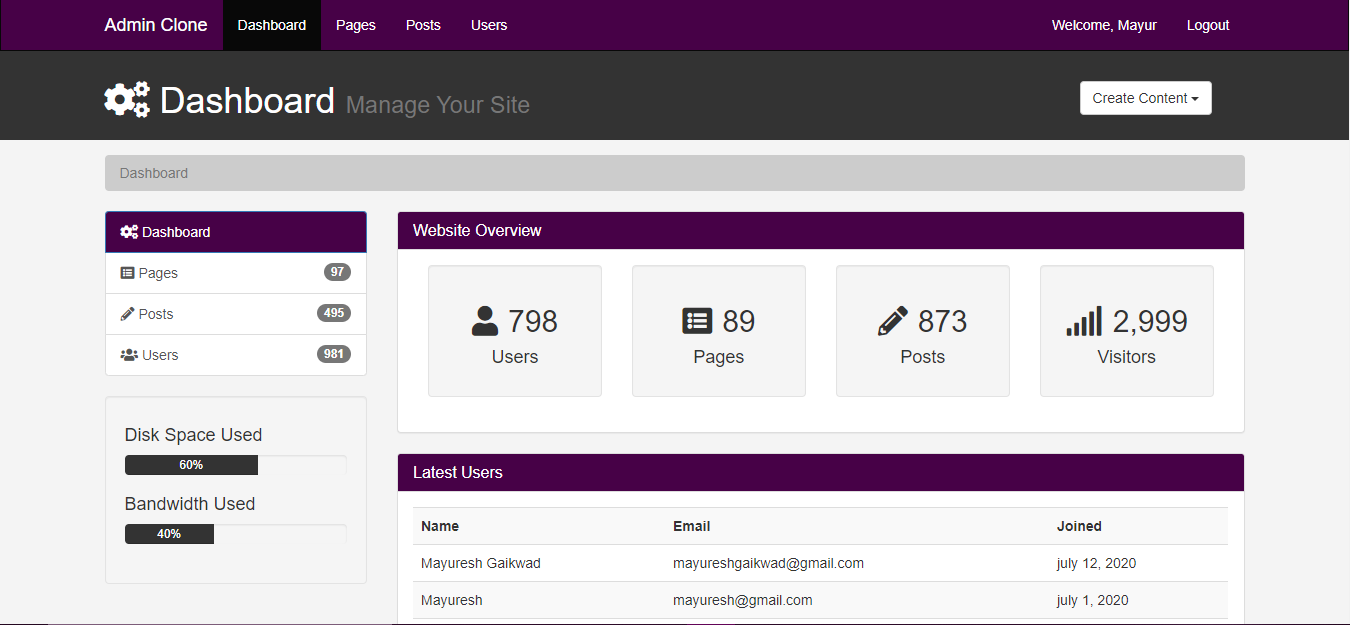 Admin Clone Dashboard Pages Posts Users Welcome, Mayur Logout
Dashboard Manage Your Site Create Content
Dashboard
Dashboard
Pages 97
Posts 495
Users 981
Disk Space Used
60%
Bandwidth Used
40%
Website Overview
798
Users
89
Pages
873
Posts
2,999
Visitors
Latest Users
Name Email Joined
Mayuresh Gaikwad mayureshgaikwad@gmail.com july 12, 2020
Mayuresh mayuresh@gmail.com july 1, 2020